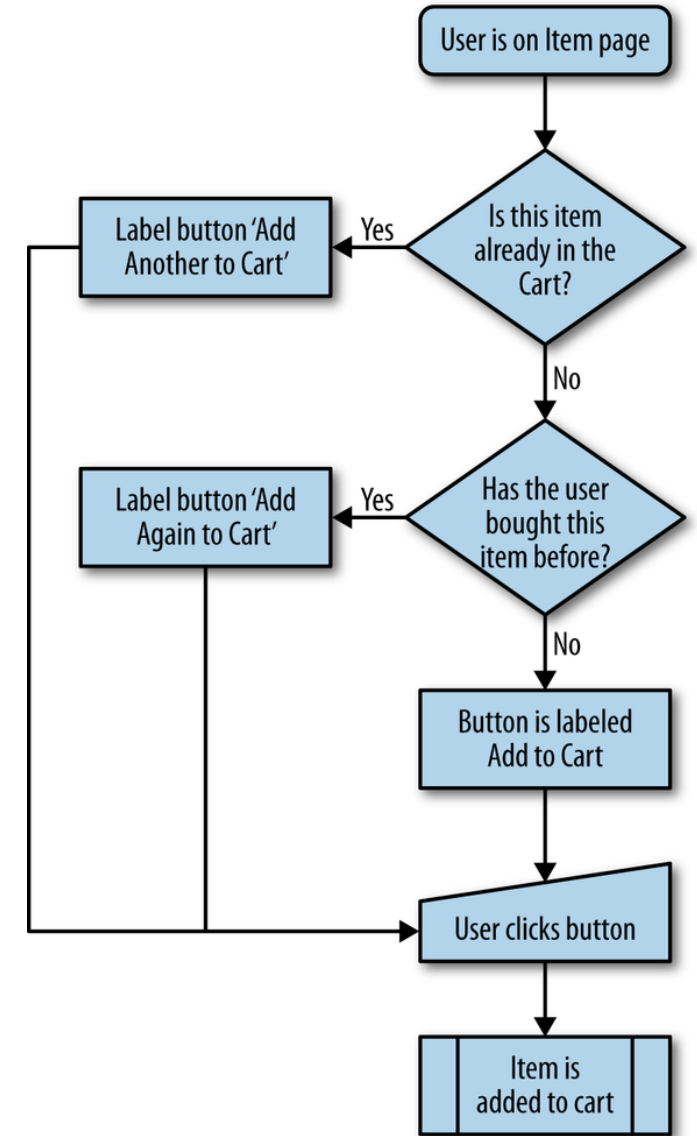 User is on Item page
Is this item
already in the
Cart?
Yes
Label button ‘Add
Another to Cart’
No
Has the user
bought this
item before?
Yes
Label button ‘Add
Again to Cart’
No
Button is labeled
Add to Cart
User clicks button
Item is
added to cart